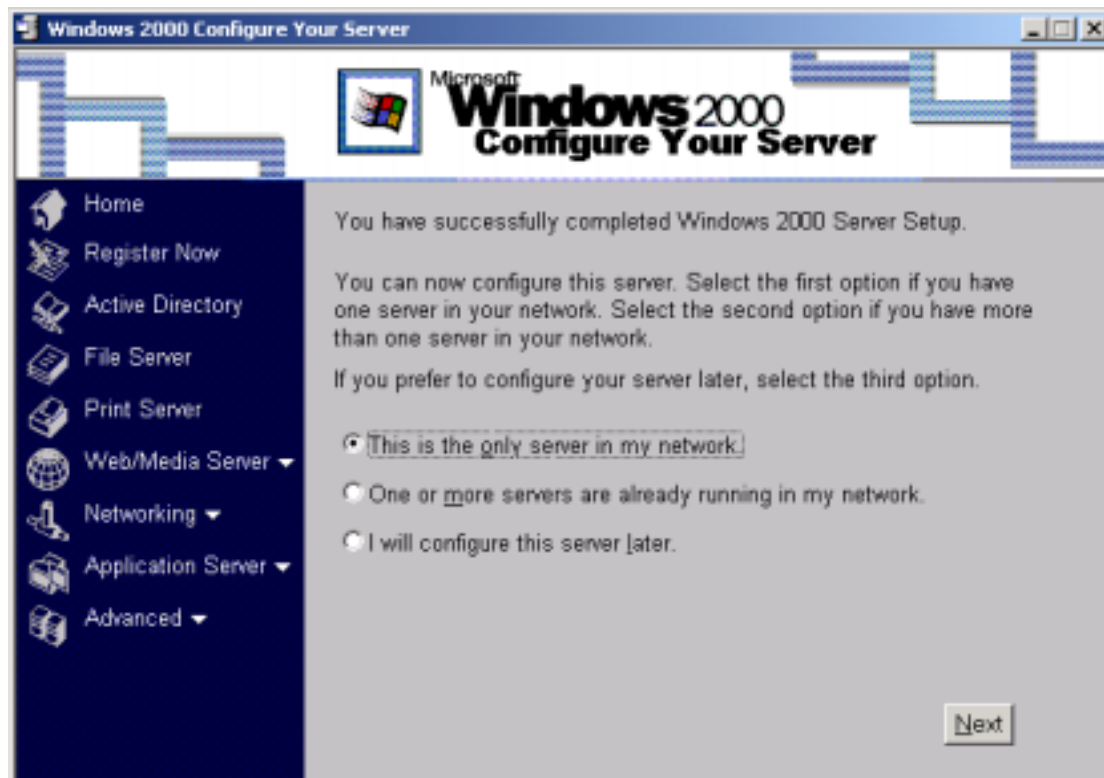 Windows 2000 Configure Your Server
Microsoft
Windows 2000
Configure Your Server
Home
Register Now
Active Directory
File Server
Print Server
Web/Media Server
Networking
Application Server
Advanced
You have successfully completed Windows 2000 Server Setup.
You can now configure this server. Select the first option if you have
one server in your network. Select the second option if you have more
than one server in your network.
If you prefer to configure your server later, select the third option.
This is the only server in my network.
One or more servers are already running in my network.
I will configure this server later.
Next